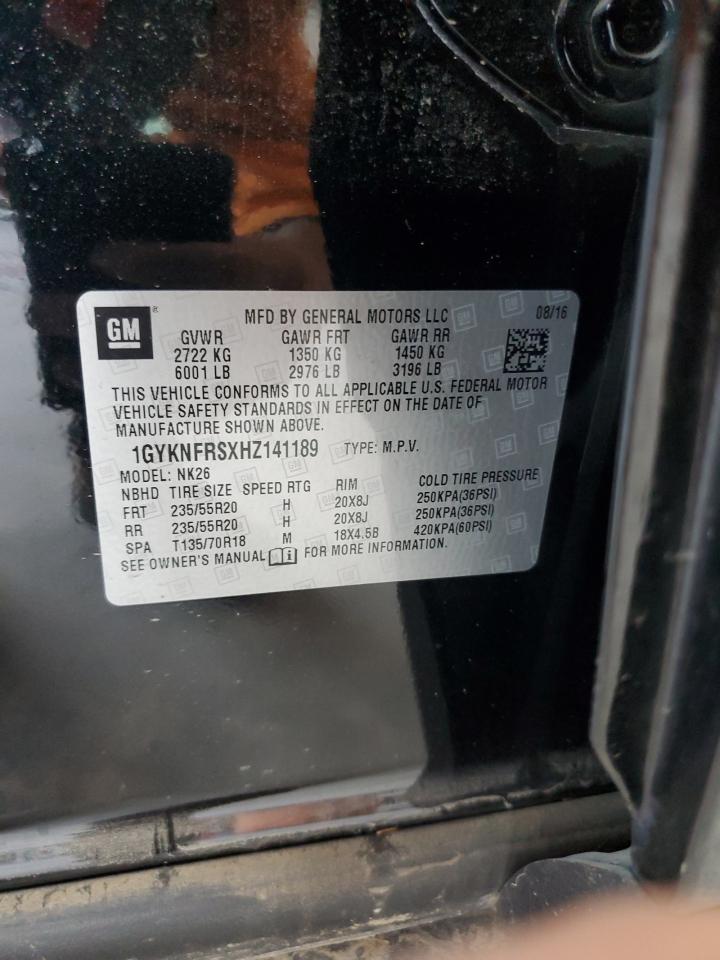 GM
MFD BY GENERAL MOTORS LLC 08/16
GVWR GAWR FRT GAWR RR
2722 KG 1350 KG 1450 KG
6001 LB 2976 LB 3196 LB
THIS VEHICLE CONFORMS TO ALL APPLICABLE U.S. FEDERAL MOTOR
VEHICLE SAFETY STANDARDS IN EFFECT ON THE DATE OF
MANUFACTURE SHOWN ABOVE.
1GYKNFRSXHZ141189 TYPE: M.P.V.
MODEL: NK26
NBHD TIRE SIZE SPEED RTG RIM COLD TIRE PRESSURE
FRT 235/55R20 H 20X8J 250KPA(36PSI)
RR 235/55R20 H 20X8J 250KPA(36PSI)
SPA T135/70R18 M 18X4.5B 420KPA(60PSI)
SEE OWNER'S MANUAL FOR MORE INFORMATION.